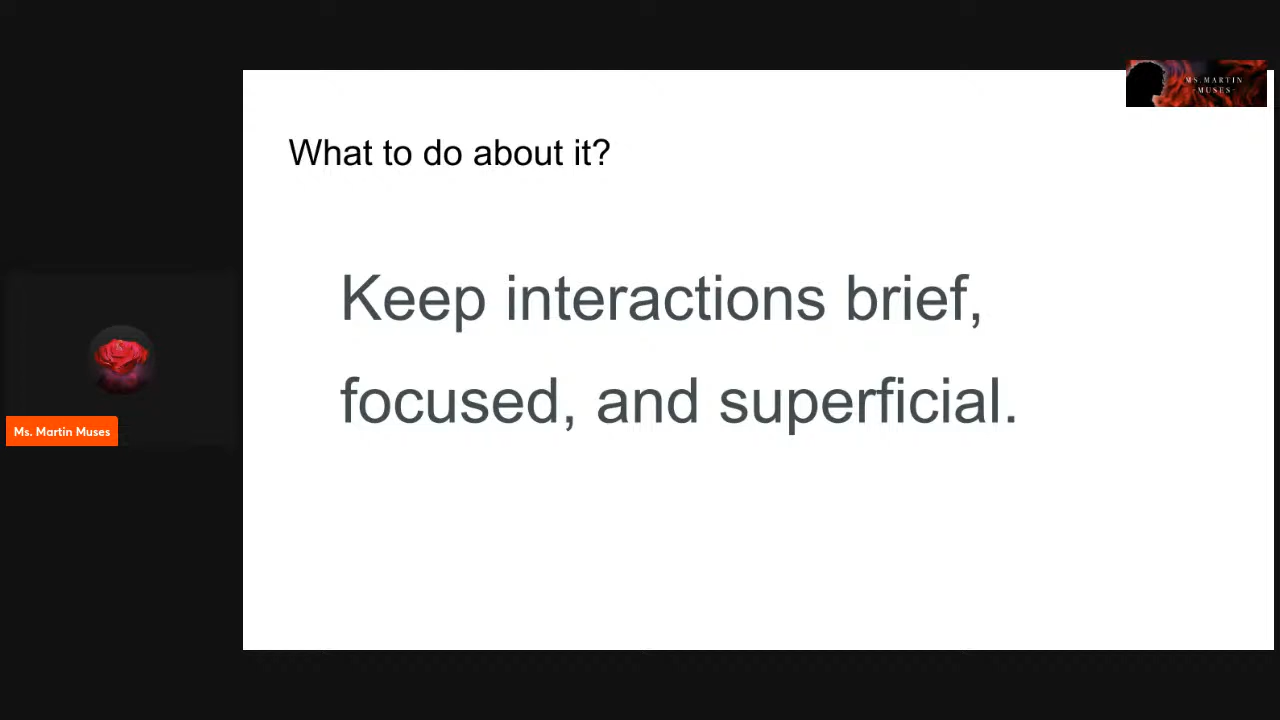 MS. MARTIN
-MUSES-
What to do about it?
Keep interactions brief,
focused, and superficial.
Ms. Martin Muses